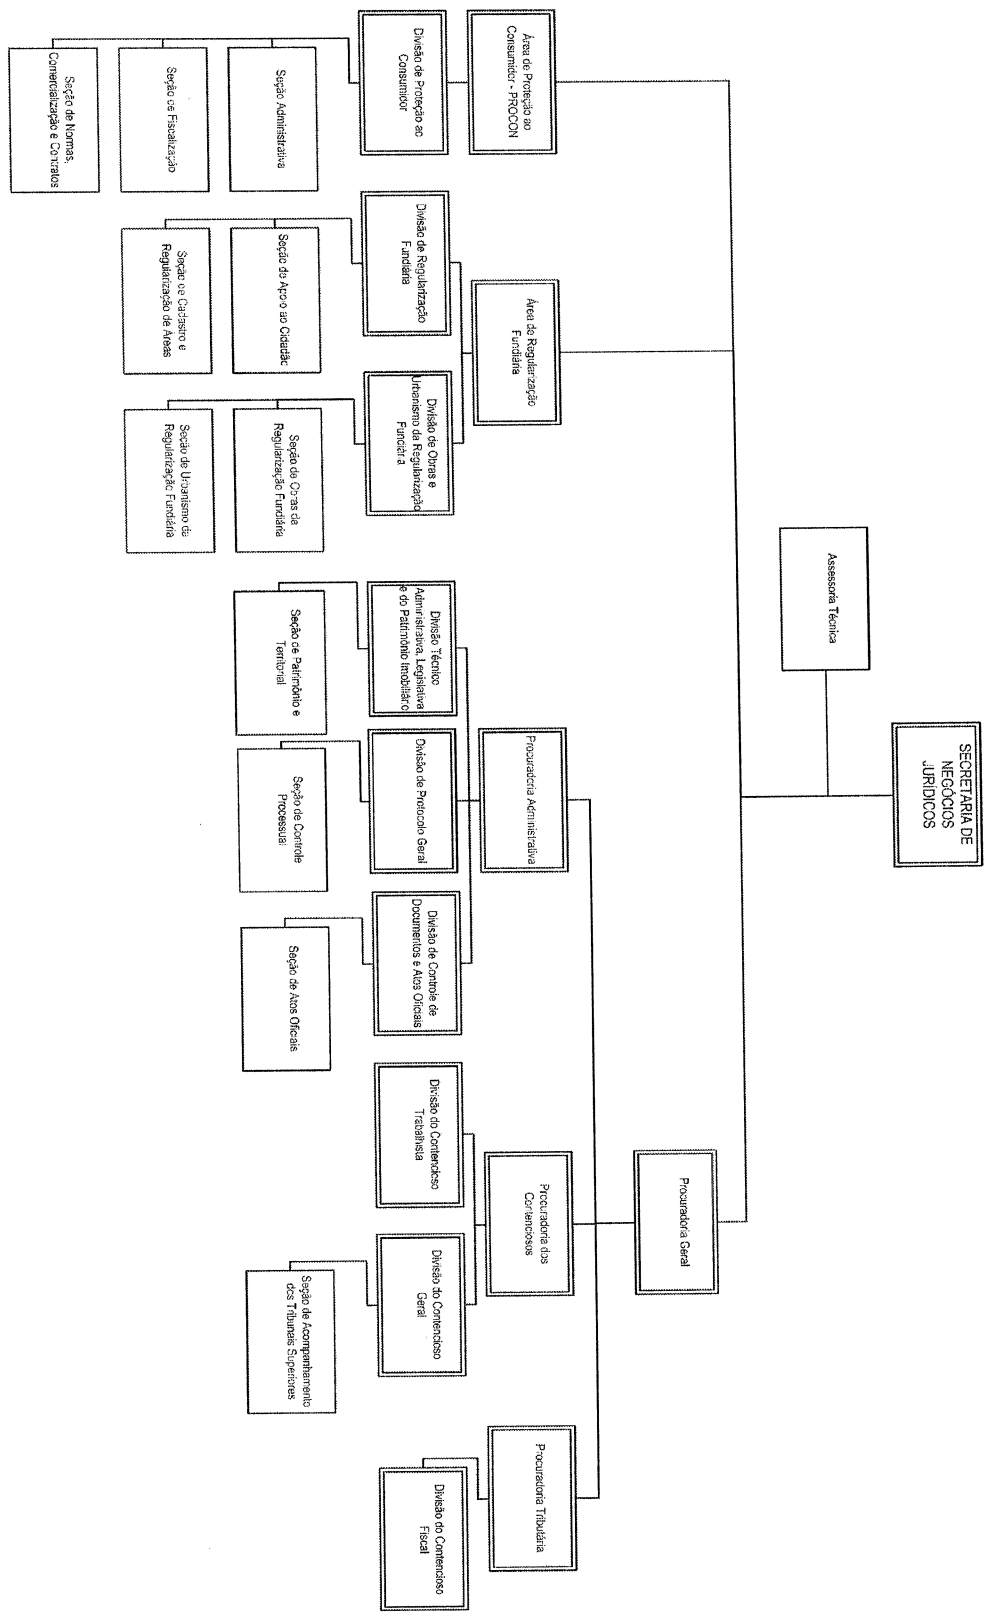 SECRETARIA DE
NEGÓCIOS
JURÍDICOS
Assessoria Técnica
Área de Proteção ao
Consumidor - PROCON
Área de Regularização
Fundiária
Procuradoria Geral
Procuradoria Administrativa
Procuradoria dos
Contenciosos
Procuradoria Tributária
Divisão de Proteção ao
Consumidor
Divisão de Regularização
Fundiária
Divisão de Obras e
Urbanismo da Regularização
Fundiária
Divisão Técnico
Administrativa, Legislativa
e do Patrimônio Imobiliário
Divisão de Protocolo Geral
Divisão de Controle de
Documentos e Atos Oficiais
Divisão do Contencioso
Trabalhista
Divisão do Contencioso
Geral
Divisão do Contencioso
Fiscal
Seção Administrativa
Seção de Apoio ao Cidadão
Seção de Obras da
Regularização Fundiária
Seção de Patrimônio e
Territorial
Seção de Controle
Processual
Seção de Atos Oficiais
Seção de Acompanhamento
dos Tribunais Superiores
Seção de Fiscalização
Seção de Cadastro e
Regularização de Áreas
Seção de Urbanismo da
Regularização Fundiária
Seção de Normas,
Comercialização e Contratos